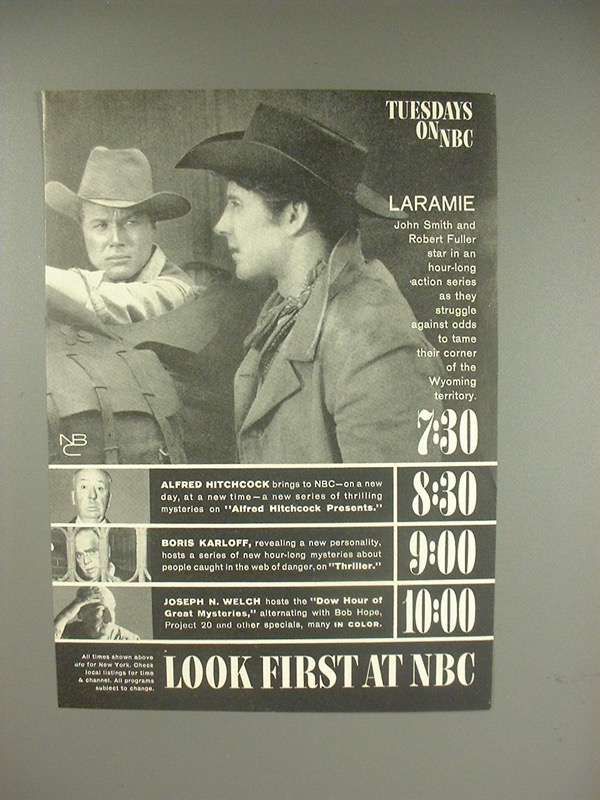 TUESDAYS
ON
NBC
LARAMIE
John Smith and
Robert Fuller
star in an
hour-long
action series
as they
struggle
against odds
to tame
their corner
of the
Wyoming
territory.
7:30
NBC
ALFRED HITCHCOCK brings to NBC—on a new
day, at a new time—a new series of thrilling
mysteries on "Alfred Hitchcock Presents."
8:30
BORIS KARLOFF, revealing a new personality,
hosts a series of new hour-long mysteries about
people caught in the web of danger, on "Thriller."
9:00
JOSEPH N. WELCH hosts the "Dow Hour of
Great Mysteries," alternating with Bob Hope,
Project 20 and other specials, many IN COLOR.
10:00
All times shown above
are for New York. Check
local listings for time
& channel. All programs
subject to change.
LOOK FIRST AT NBC